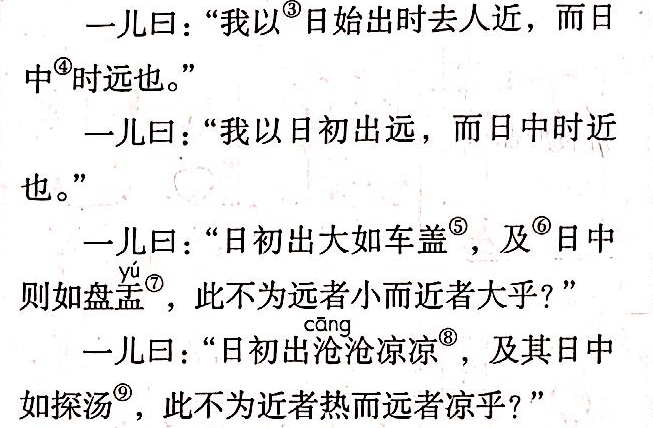 一儿曰：“我以③日始出时去人近，而日
中④时远也。”
一儿曰：“我以日初出远，而日中时近
也。”
一儿曰：“日初出大如车盖⑤，及⑥日中
yú
则如盘盂⑦，此不为远者小而近者大乎？”
cāng
一儿曰：“日初出沧沧凉凉⑧，及其日中
如探汤⑨，此不为近者热而远者凉乎？”